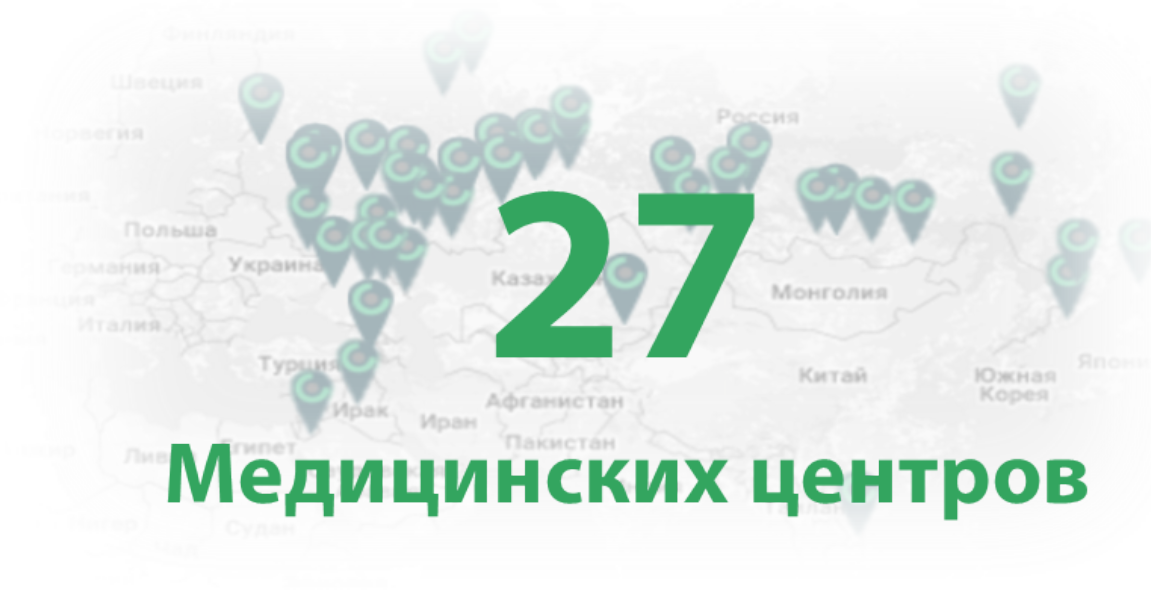 Финляндия
Швеция
Норвегия
Россия
Польша
Германия
Украина
Казах
Монголия
Италия
27
Турция
Китай
Южная
Корея
Япони
Ирак
Иран
Афганистан
Пакистан
Египет
Медицинских центров
Судан